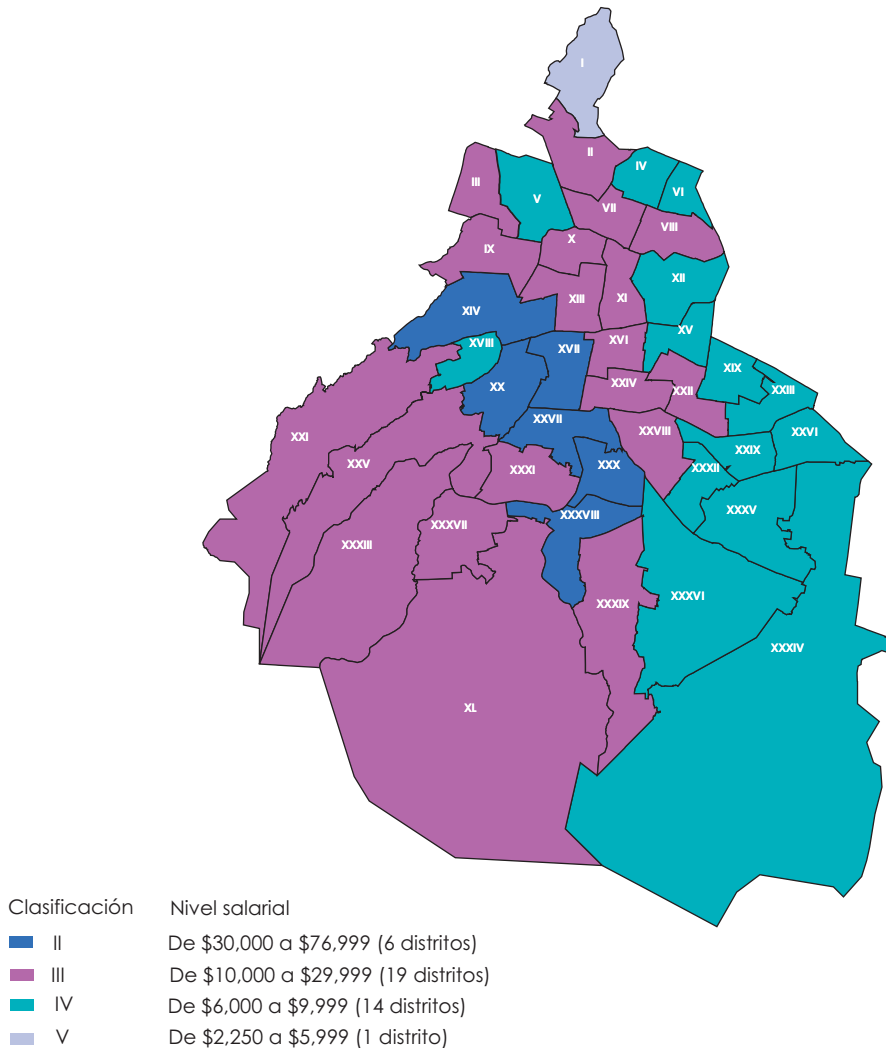 I
II
IV
III
VI
V
VII
VIII
X
IX
XII
XIII
XI
XIV
XV
XVI
XVIII
XVII
XIX
XXIV
XX
XXII
XXIII
XXVII
XXVIII
XXVI
XXI
XXIX
XXV
XXXI
XXX
XXXII
XXXV
XXXVIII
XXXVII
XXXIII
XXXVI
XXXIX
XXXIV
XL
Clasificación Nivel salarial
II De $30,000 a $76,999 (6 distritos)
III De $10,000 a $29,999 (19 distritos)
IV De $6,000 a $9,999 (14 distritos)
V De $2,250 a $5,999 (1 distrito)